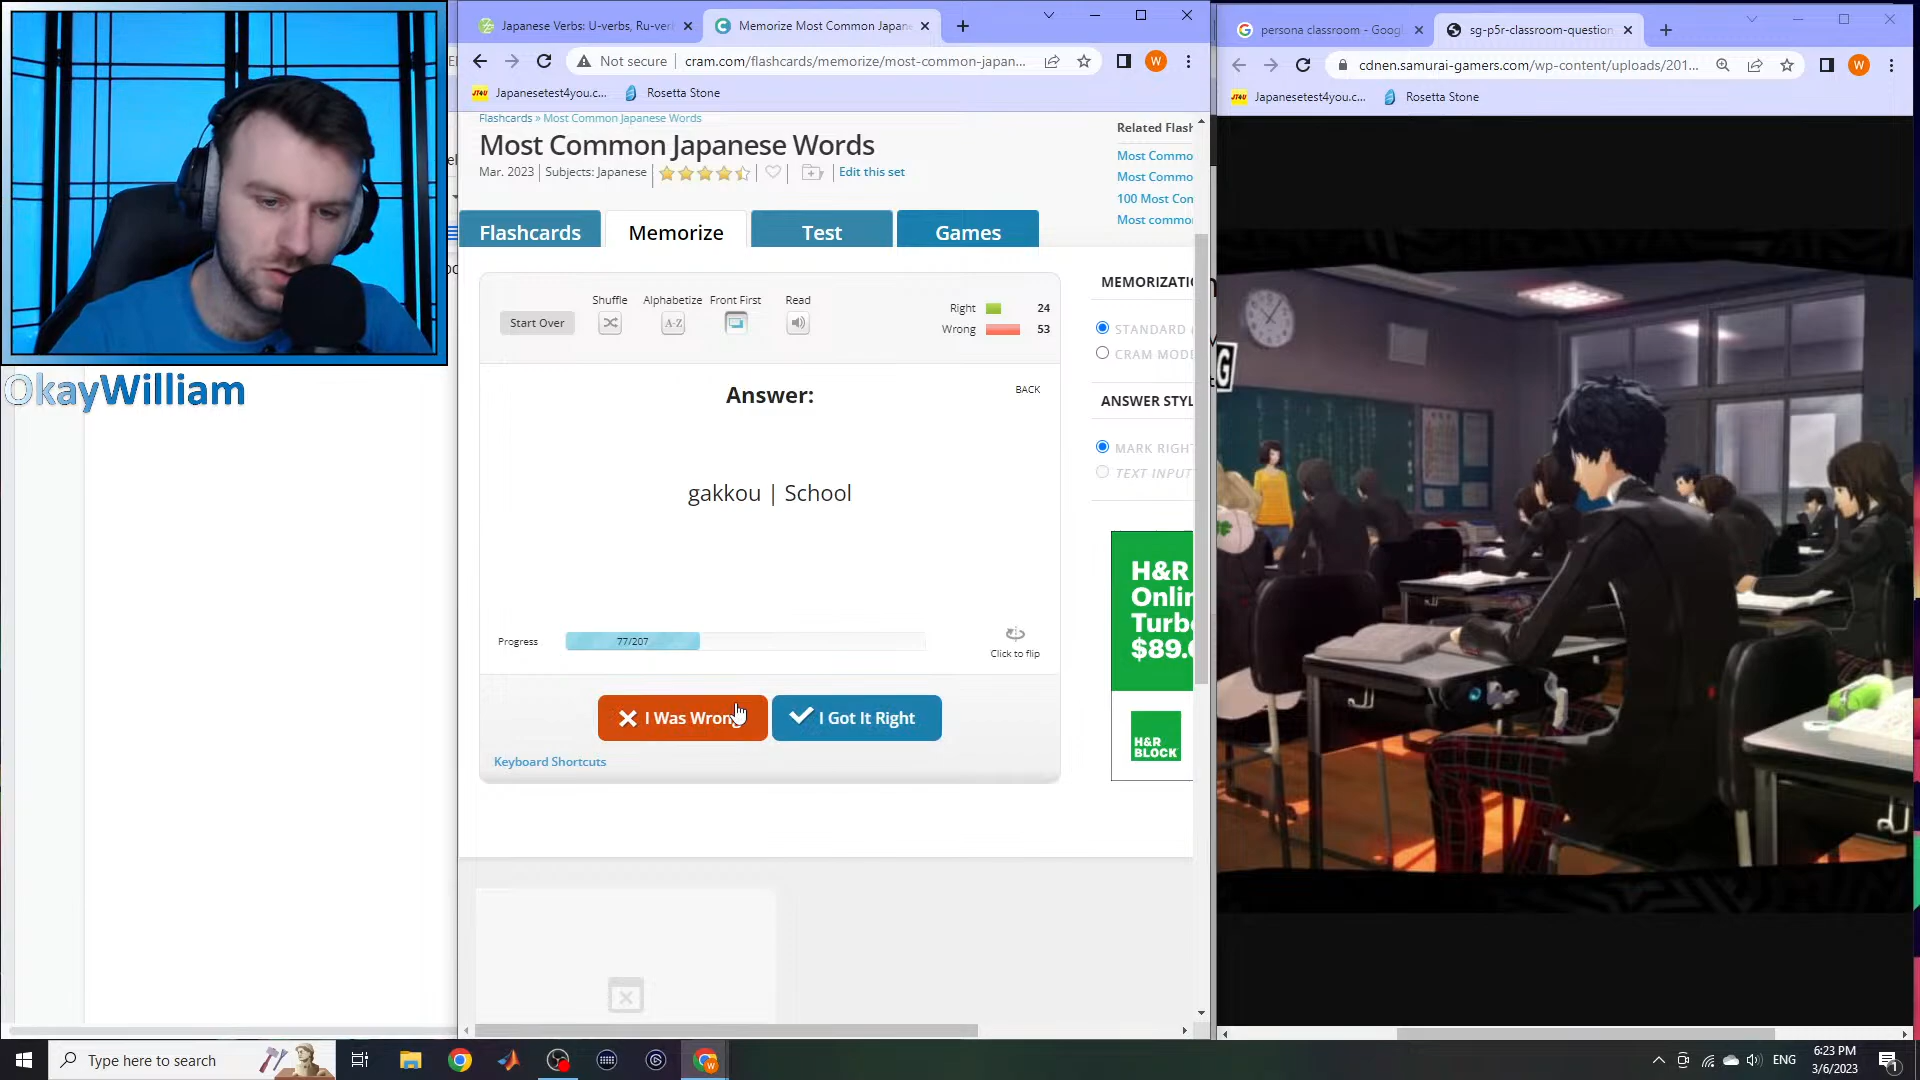 Japanese Verbs: U-verbs, Ru-ver
Memorize Most Common Japan
Not secure
cram.com/flashcards/memorize/most-common-japan...
Japanesetest4you.c...
Rosetta Stone
Flashcards » Most Common Japanese Words
Most Common Japanese Words
Mar. 2023
Subjects: Japanese
Edit this set
Related Flash
Most Commo
Most Commo
100 Most Con
Most commo
Flashcards
Memorize
Test
Games
Start Over
Shuffle
Alphabetize
A-Z
Front First
Read
Right
24
Wrong
53
MEMORIZATI
STANDARD
CRAM MODE
Answer:
BACK
ANSWER STYL
MARK RIGHT
TEXT INPUT
gakkou | School
Progress
77/207
Click to flip
I Was Wron
I Got It Right
Keyboard Shortcuts
H&R
Onlin
Turbo
$89.
H&R
BLOCK
OkayWilliam
persona classroom - Googl
sg-p5r-classroom-question
cdnen.samurai-gamers.com/wp-content/uploads/201...
Japanesetest4you.c...
Rosetta Stone
Type here to search
ENG
6:23 PM
3/6/2023
1